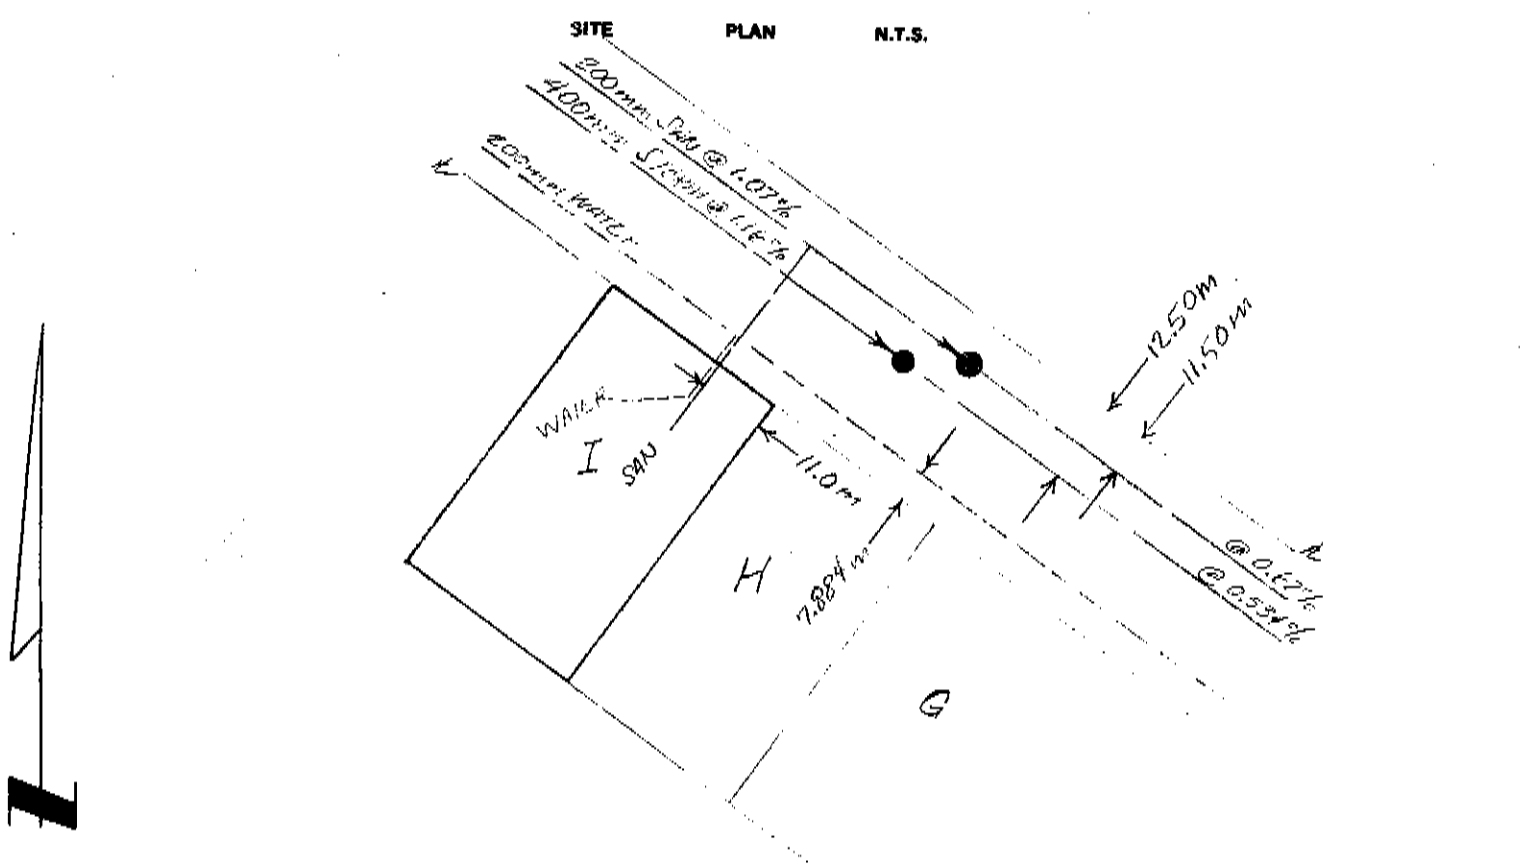 SITE PLAN N.T.S.
200mm SAN @ 1.07%
400mm STORM @ 1.16%
200mm WATER
12.50m
11.50m
WATER
I
SAN
11.0m
H
7.884m
G
@ 0.67%
@ 0.534%